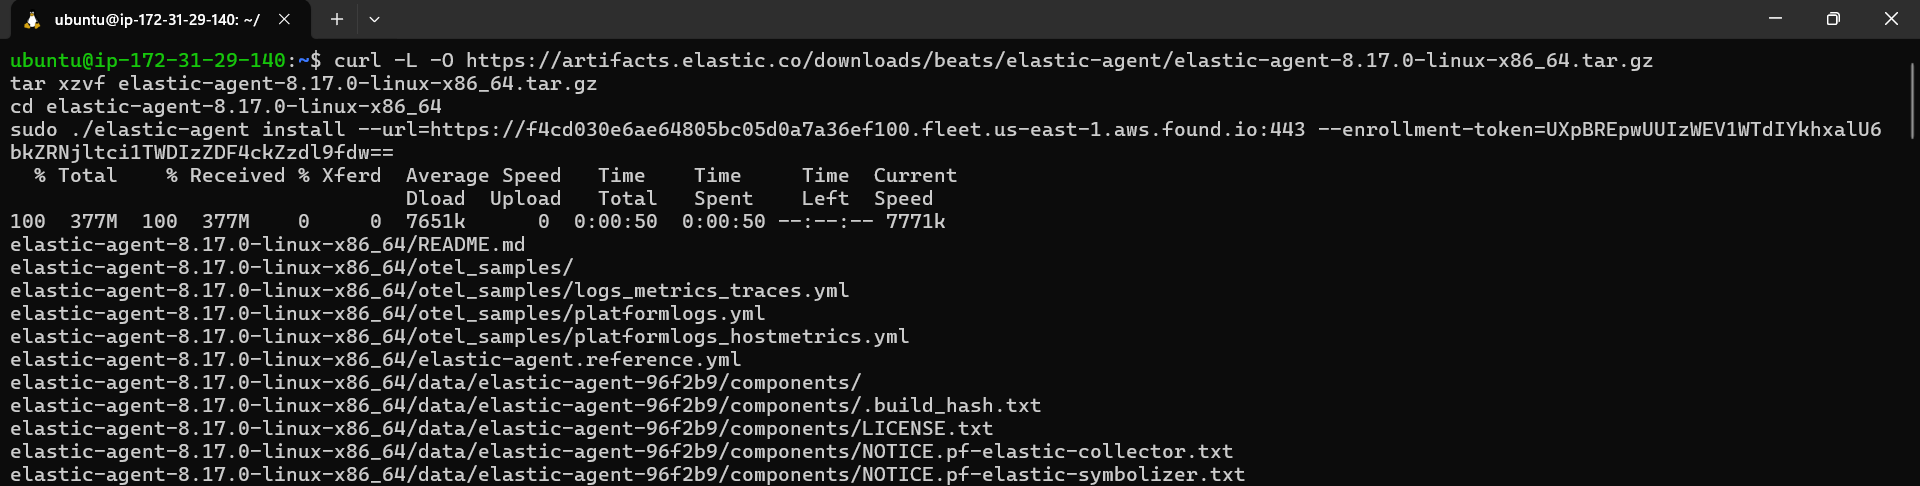 ubuntu@ip-172-31-29-140: ~/
ubuntu@ip-172-31-29-140:~$ curl -L -O https://artifacts.elastic.co/downloads/beats/elastic-agent/elastic-agent-8.17.0-linux-x86_64.tar.gz
tar xzvf elastic-agent-8.17.0-linux-x86_64.tar.gz
cd elastic-agent-8.17.0-linux-x86_64
sudo ./elastic-agent install --url=https://f4cd030e6ae64805bc05d0a7a36ef100.fleet.us-east-1.aws.found.io:443 --enrollment-token=UXpBREpwUUIzWEV1WTdIYkhxalU6
bkZRNjltci1TWDIzZDF4ckZzdl9fdw==
% Total % Received % Xferd Average Speed Time Time Time Current
Dload Upload Total Spent Left Speed
100 377M 100 377M 0 0 7651k 0 0:00:50 0:00:50 --:--:-- 7771k
elastic-agent-8.17.0-linux-x86_64/README.md
elastic-agent-8.17.0-linux-x86_64/otel_samples/
elastic-agent-8.17.0-linux-x86_64/otel_samples/logs_metrics_traces.yml
elastic-agent-8.17.0-linux-x86_64/otel_samples/platformlogs.yml
elastic-agent-8.17.0-linux-x86_64/otel_samples/platformlogs_hostmetrics.yml
elastic-agent-8.17.0-linux-x86_64/elastic-agent.reference.yml
elastic-agent-8.17.0-linux-x86_64/data/elastic-agent-96f2b9/components/
elastic-agent-8.17.0-linux-x86_64/data/elastic-agent-96f2b9/components/.build_hash.txt
elastic-agent-8.17.0-linux-x86_64/data/elastic-agent-96f2b9/components/LICENSE.txt
elastic-agent-8.17.0-linux-x86_64/data/elastic-agent-96f2b9/components/NOTICE.pf-elastic-collector.txt
elastic-agent-8.17.0-linux-x86_64/data/elastic-agent-96f2b9/components/NOTICE.pf-elastic-symbolizer.txt